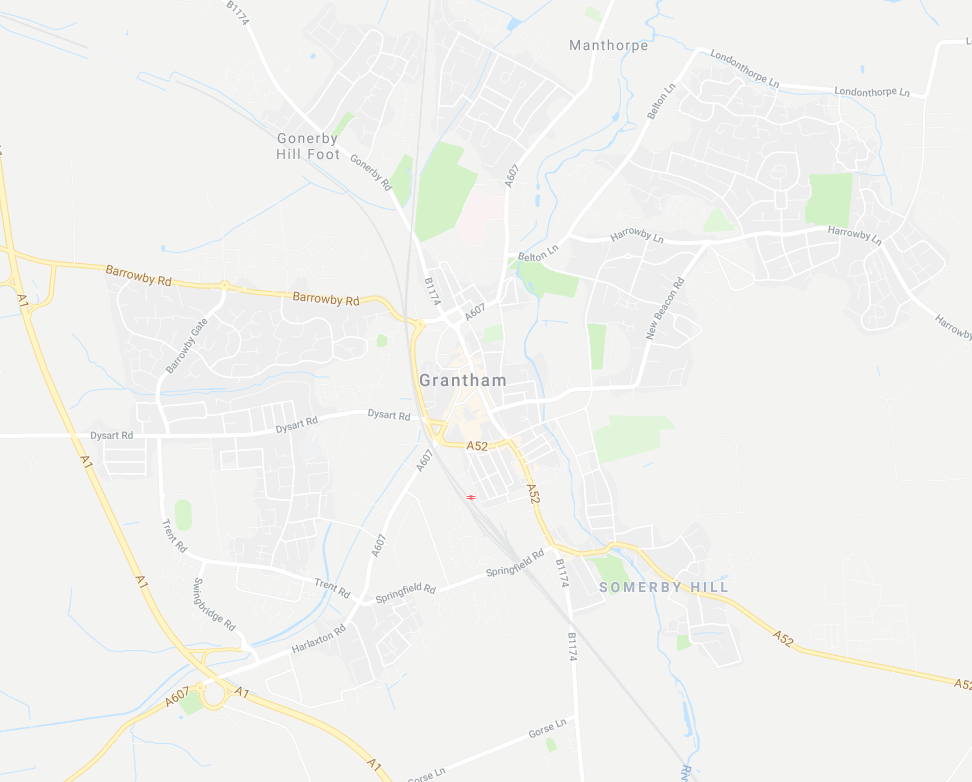 B1174
Manthorpe
Londonthorpe Ln
Londonthorpe Ln
Belton Ln
Gonerby
Hill Foot
Gonerby Rd
A607
Harrowby Ln
Harrowby Ln
Belton Ln
Barrowby Rd
Barrowby Rd
A1
B1174
A607
New Beacon Rd
Barrowby Gate
Grantham
Dysart Rd
Dysart Rd
Dysart Rd
A52
A1
A607
A52
Trent Rd
A607
Springfield Rd
B1174
A1
Swingbridge Rd
Trent Rd
Springfield Rd
SOMERBY HILL
Harlaxton Rd
B1174
A52
A52
A607
A1
Gorse Ln
A1